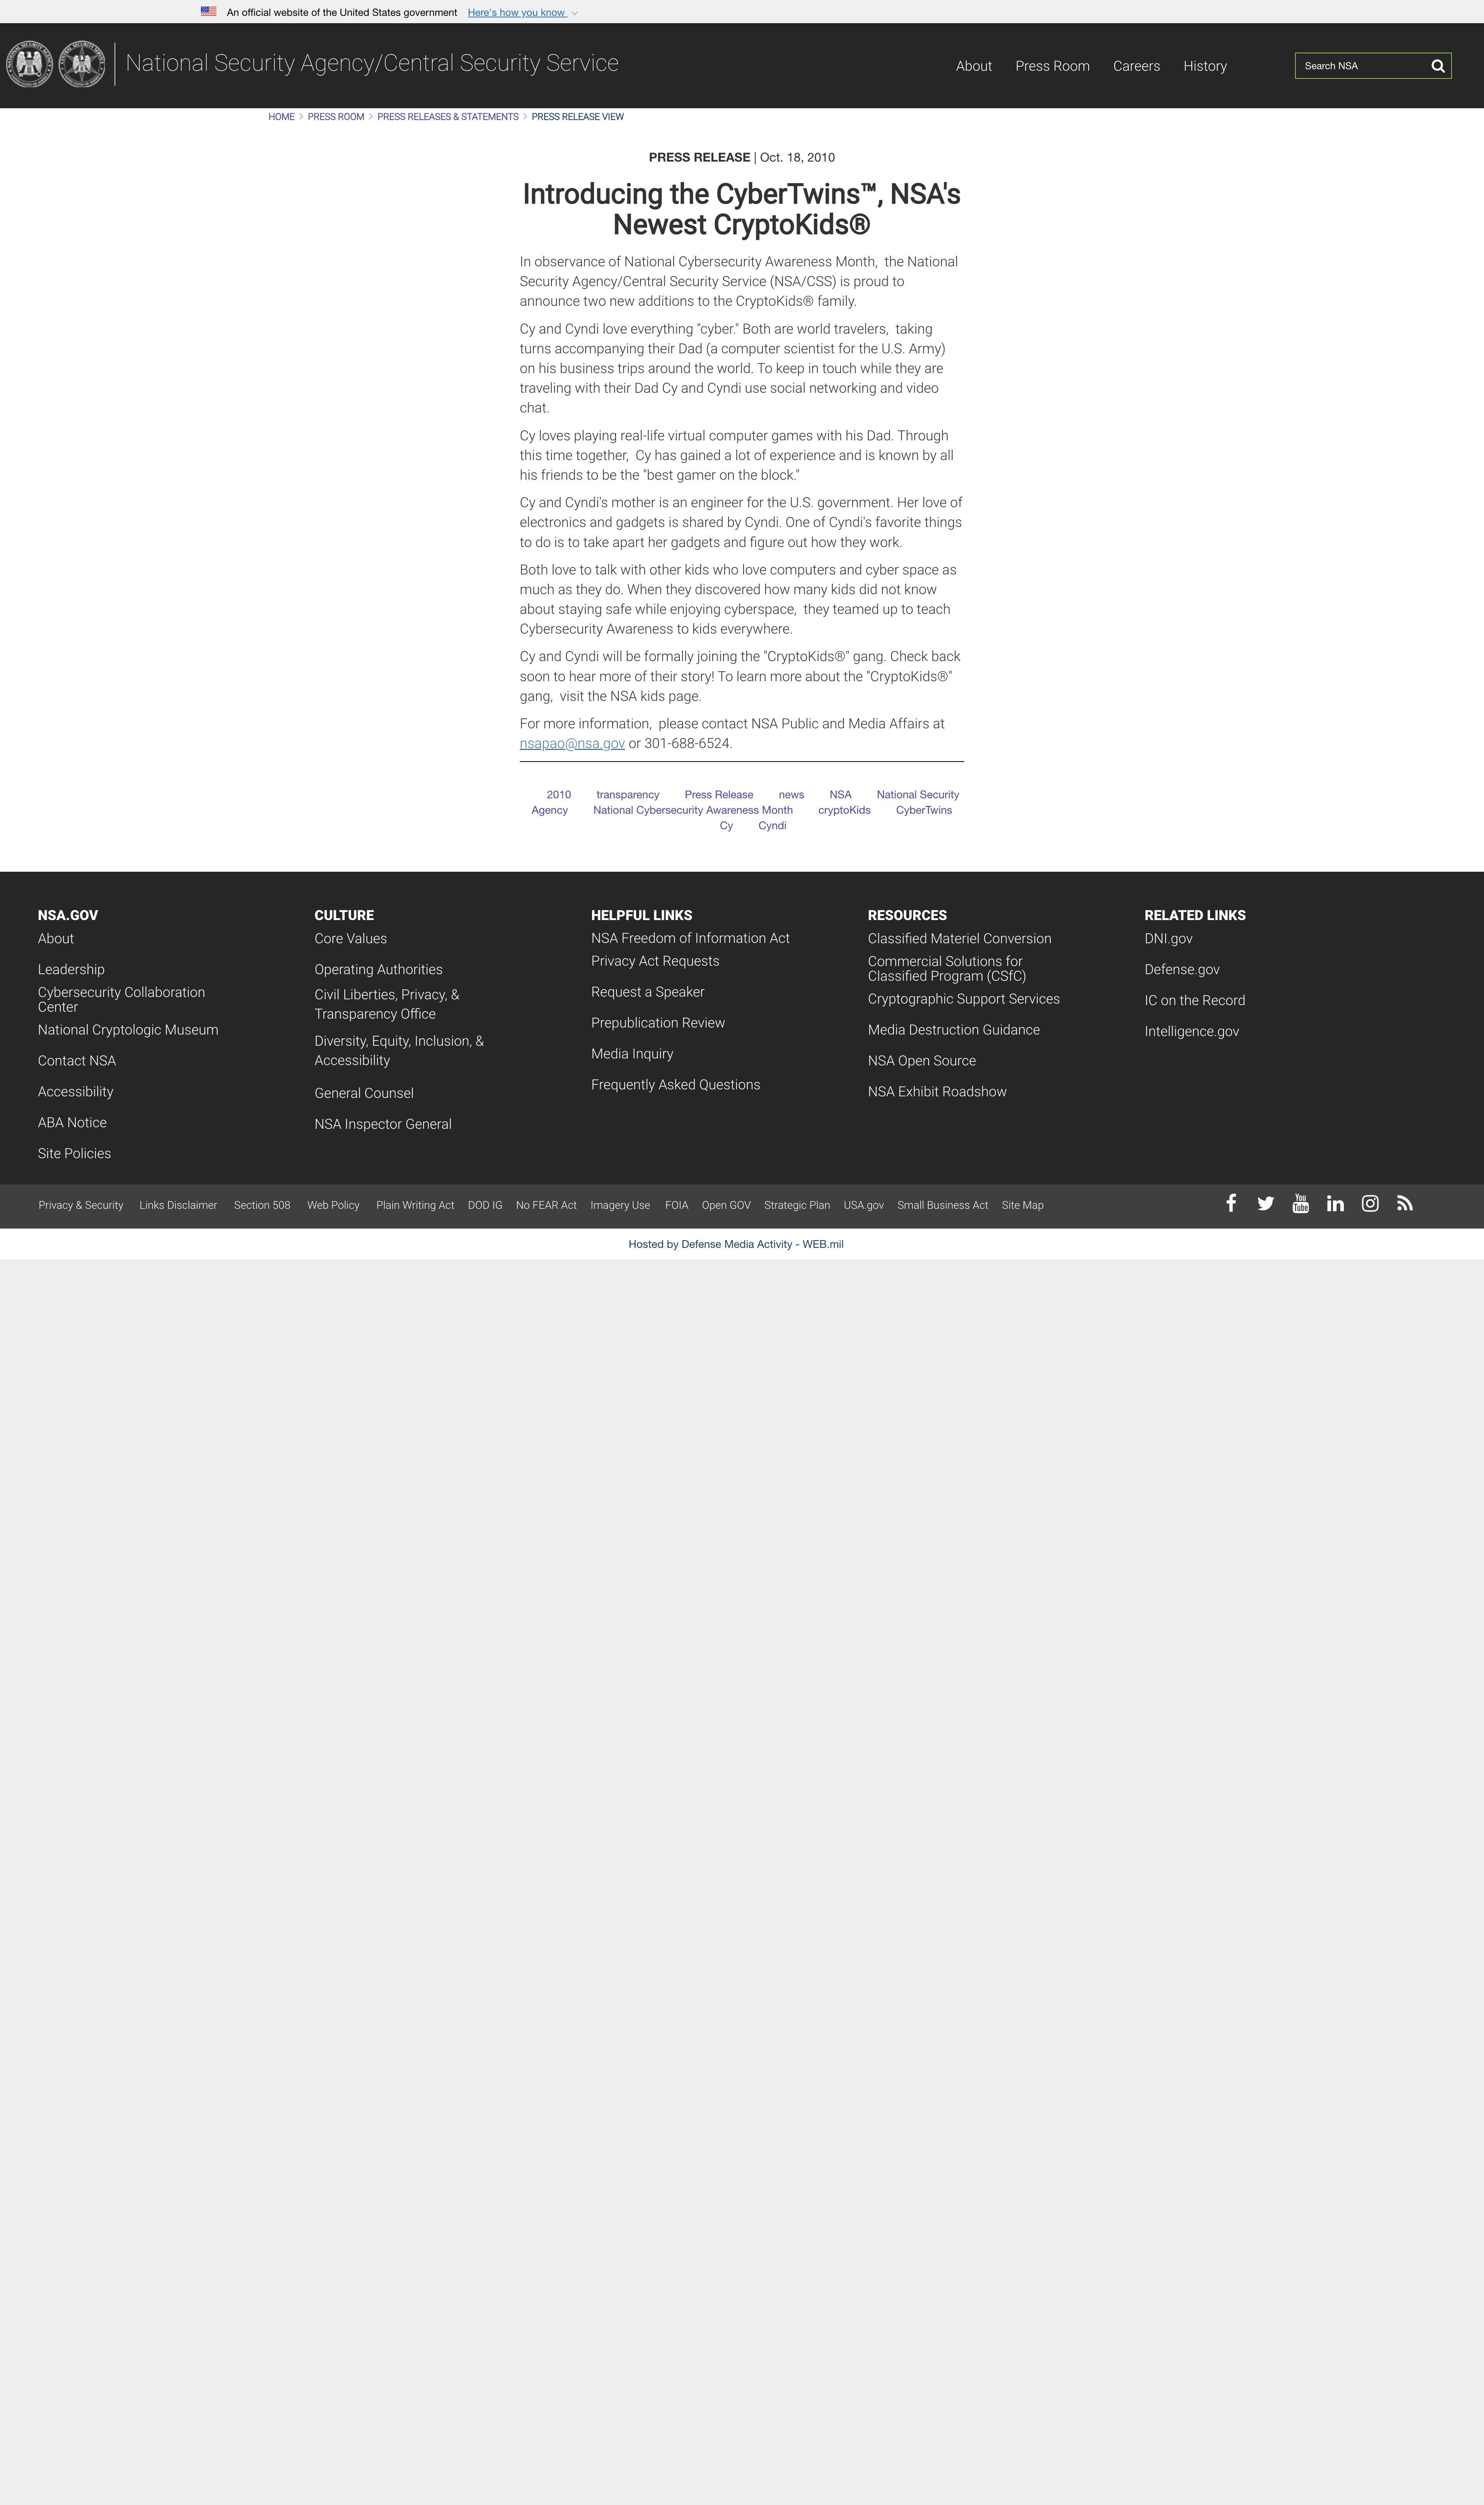 An official website of the United States government Here's how you know
National Security Agency/Central Security Service
About Press Room Careers History
Search NSA
HOME PRESS ROOM PRESS RELEASES & STATEMENTS PRESS RELEASE VIEW
PRESS RELEASE | Oct. 18, 2010
Introducing the CyberTwins™, NSA's
Newest CryptoKids®
In observance of National Cybersecurity Awareness Month, the National
Security Agency/Central Security Service (NSA/CSS) is proud to
announce two new additions to the CryptoKids® family.
Cy and Cyndi love everything "cyber." Both are world travelers, taking
turns accompanying their Dad (a computer scientist for the U.S. Army)
on his business trips around the world. To keep in touch while they are
traveling with their Dad Cy and Cyndi use social networking and video
chat.
Cy loves playing real-life virtual computer games with his Dad. Through
this time together, Cy has gained a lot of experience and is known by all
his friends to be the "best gamer on the block."
Cy and Cyndi's mother is an engineer for the U.S. government. Her love of
electronics and gadgets is shared by Cyndi. One of Cyndi's favorite things
to do is to take apart her gadgets and figure out how they work.
Both love to talk with other kids who love computers and cyber space as
much as they do. When they discovered how many kids did not know
about staying safe while enjoying cyberspace, they teamed up to teach
Cybersecurity Awareness to kids everywhere.
Cy and Cyndi will be formally joining the "CryptoKids®" gang. Check back
soon to hear more of their story! To learn more about the "CryptoKids®"
gang, visit the NSA kids page.
For more information, please contact NSA Public and Media Affairs at
nsapao@nsa.gov or 301-688-6524.
2010 transparency Press Release news NSA National Security
Agency National Cybersecurity Awareness Month cryptoKids CyberTwins
Cy Cyndi
NSA.GOV
About
Leadership
Cybersecurity Collaboration
Center
National Cryptologic Museum
Contact NSA
Accessibility
ABA Notice
Site Policies
CULTURE
Core Values
Operating Authorities
Civil Liberties, Privacy, &
Transparency Office
Diversity, Equity, Inclusion, &
Accessibility
General Counsel
NSA Inspector General
HELPFUL LINKS
NSA Freedom of Information Act
Privacy Act Requests
Request a Speaker
Prepublication Review
Media Inquiry
Frequently Asked Questions
RESOURCES
Classified Materiel Conversion
Commercial Solutions for
Classified Program (CSfC)
Cryptographic Support Services
Media Destruction Guidance
NSA Open Source
NSA Exhibit Roadshow
RELATED LINKS
DNI.gov
Defense.gov
IC on the Record
Intelligence.gov
Privacy & Security Links Disclaimer Section 508 Web Policy Plain Writing Act DOD IG No FEAR Act Imagery Use FOIA Open GOV Strategic Plan USA.gov Small Business Act Site Map
You
Tube
Hosted by Defense Media Activity - WEB.mil